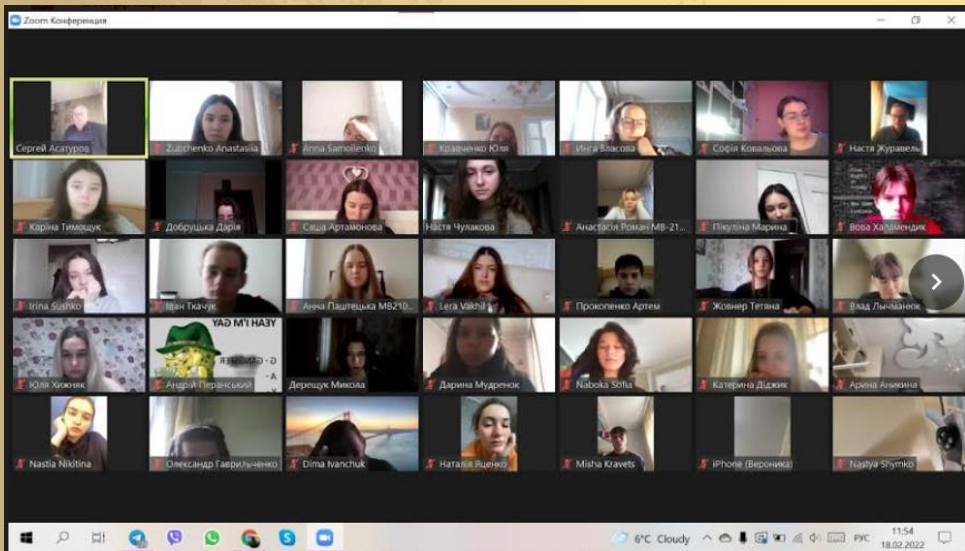 Zoom Конференция
Сергей Асатуров
Zubchenko Anastasiia
Anna Samoilenko
Кравченко Юля
Инга Власова
Софія Ковальова
Настя Журавель
Каріна Тимощук
Добруцька Дарія
Саша Артамонова
Настя Чулакова
Анастасія Роман МВ-21...
Пікуліна Марина
Вова Халамендик
Irina Sushko
Іван Ткачук
Анна Паштецька МВ210...
Lera Vakhil
Прокопенко Артем
Жовнер Тетяна
Влад Лычманюк
YEAH I'M GAY
G - GANGSTER
A -
Юля Хижняк
Андрій Перанський
Дерещук Микола
Дарина Мудренок
Naboka Sofia
Катерина Діджик
Арина Аникина
Nastia Nikitina
Олександр Гаврильченко
Dima Ivanchuk
Наталія Яценко
Misha Kravets
iPhone (Вероника)
Nastya Shymko
6°C Cloudy
РУС
11:54
18.02.2022